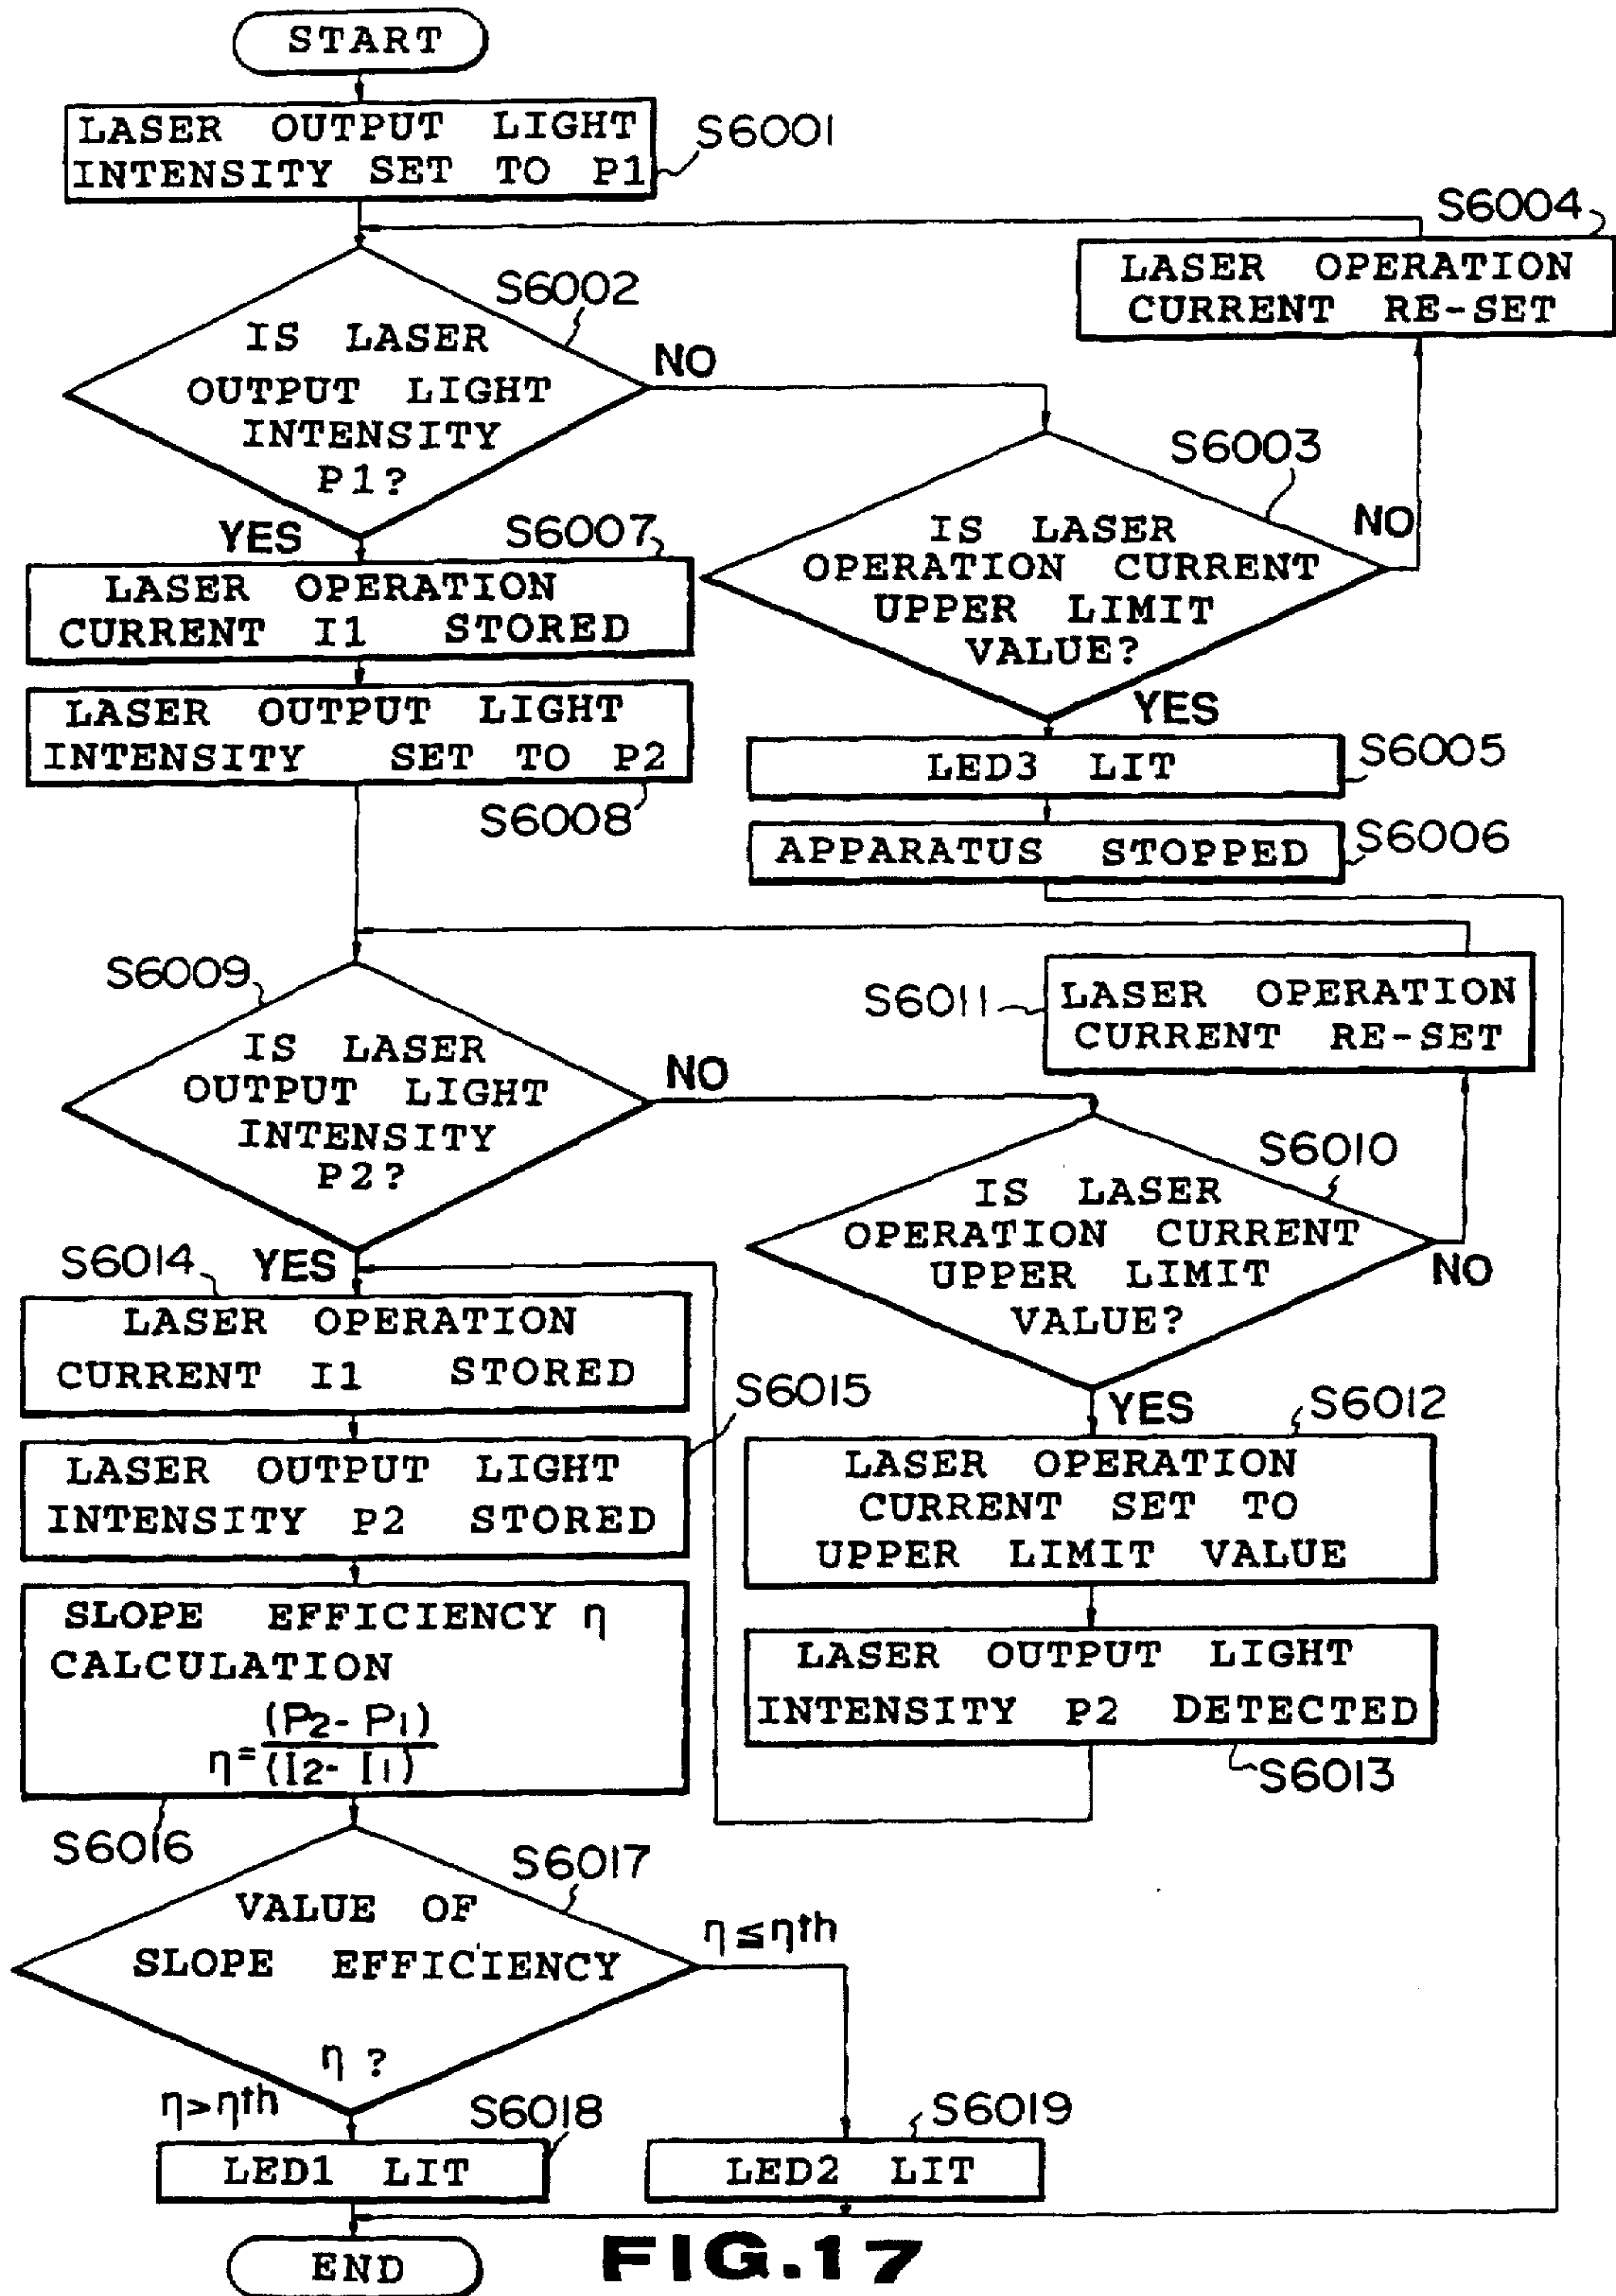 START
LASER OUTPUT LIGHT
INTENSITY SET TO P1
S6001
S6004
LASER OPERATION
CURRENT RE-SET
S6002
IS LASER
OUTPUT LIGHT
INTENSITY
P1?
NO
S6003
IS LASER
OPERATION CURRENT
UPPER LIMIT
VALUE?
NO
YES
YES
S6007
LASER OPERATION
CURRENT I1 STORED
LASER OUTPUT LIGHT
INTENSITY SET TO P2
S6008
LED3 LIT
S6005
APPARATUS STOPPED
S6006
S6009
IS LASER
OUTPUT LIGHT
INTENSITY
P2?
NO
S6011
LASER OPERATION
CURRENT RE-SET
S6010
IS LASER
OPERATION CURRENT
UPPER LIMIT
VALUE?
NO
YES
S6014
YES
LASER OPERATION
CURRENT I1 STORED
S6015
LASER OUTPUT LIGHT
INTENSITY P2 STORED
S6012
LASER OPERATION
CURRENT SET TO
UPPER LIMIT VALUE
LASER OUTPUT LIGHT
INTENSITY P2 DETECTED
S6013
SLOPE EFFICIENCY η
CALCULATION
η=(P2-P1)/(I2-I1)
S6016
S6017
VALUE OF
SLOPE EFFICIENCY
η ?
η≤ηth
η>ηth
S6018
LED1 LIT
S6019
LED2 LIT
END
FIG.17